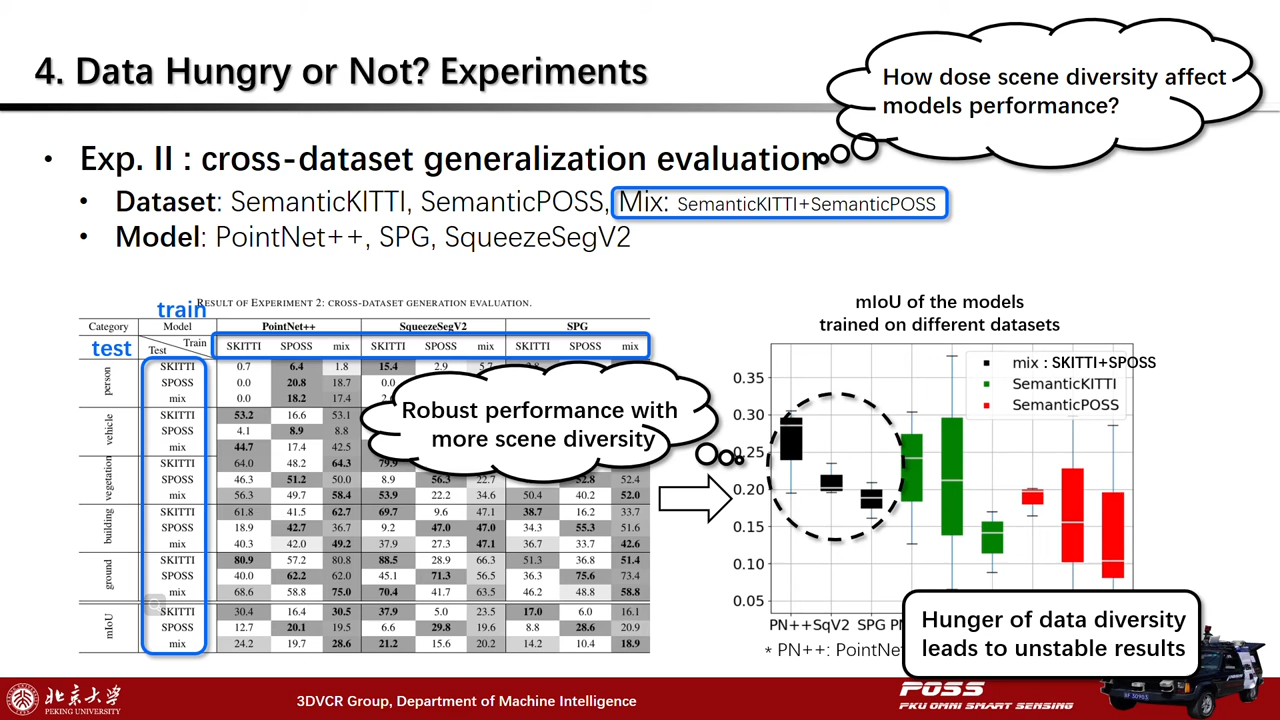 4. Data Hungry or Not? Experiments
How dose scene diversity affect
models performance?
• Exp. II : cross-dataset generalization evaluation
• Dataset: SemanticKITTI, SemanticPOSS, Mix: SemanticKITTI+SemanticPOSS
• Model: PointNet++, SPG, SqueezeSegV2
train
RESULT OF EXPERIMENT 2: CROSS-DATASET GENERATION EVALUATION.
Category Model PointNet++ SqueezeSegV2 SPG
test Test Train SKITTI SPOSS mix SKITTI SPOSS mix SKITTI SPOSS mix
person SKITTI 0.7 6.4 1.8 15.4 2.9
SPOSS 0.0 20.8 18.7 0.0
mix 0.0 18.2 17.4
vehicle SKITTI 53.2 16.6 53.1
SPOSS 4.1 8.9 8.8
mix 44.7 17.4 42.5
vegetation SKITTI 64.0 48.2 64.3 79.9
SPOSS 46.3 51.2 50.0 8.9 56.3 22.7 52.8 52.4
mix 56.3 49.7 58.4 53.9 22.2 34.6 50.4 40.2 52.0
building SKITTI 61.8 41.5 62.7 69.7 9.6 47.1 38.7 16.2 33.7
SPOSS 18.9 42.7 36.7 9.2 47.0 47.0 34.3 55.3 51.6
mix 40.3 42.0 49.2 37.9 27.3 47.1 36.7 33.7 42.6
ground SKITTI 80.9 57.2 80.8 88.5 28.9 66.3 51.3 36.8 51.4
SPOSS 40.0 62.2 62.0 45.1 71.3 56.5 36.3 75.6 73.4
mix 68.6 58.8 75.0 70.4 41.7 63.5 46.2 48.8 58.8
mIoU SKITTI 30.4 16.4 30.5 37.9 5.0 23.5 17.0 6.0 16.1
SPOSS 12.7 20.1 19.5 6.6 29.8 19.6 8.8 28.6 20.9
mix 24.2 19.7 28.6 21.2 15.6 20.2 14.2 10.4 18.9
Robust performance with
more scene diversity
mIoU of the models
trained on different datasets
mix : SKITTI+SPOSS
SemanticKITTI
SemanticPOSS
0.35
0.30
0.25
0.20
0.15
0.10
0.05
PN++ SqV2 SPG
* PN++: PointNet
Hunger of data diversity
leads to unstable results
北京大学
PEKING UNIVERSITY
3DVCR Group, Department of Machine Intelligence
POSS
PKU OMNI SMART SENSING